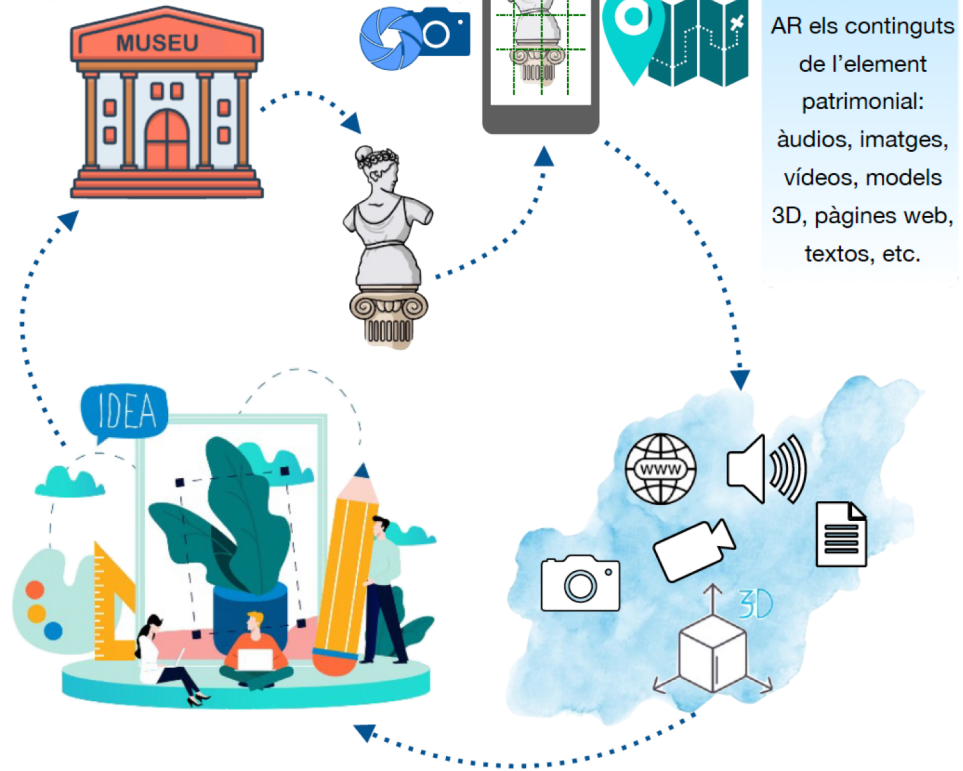 MUSEU
AR els continguts
de l'element
patrimonial:
àudios, imatges,
vídeos, models
3D, pàgines web,
textos, etc.
IDEA
WWW
3D